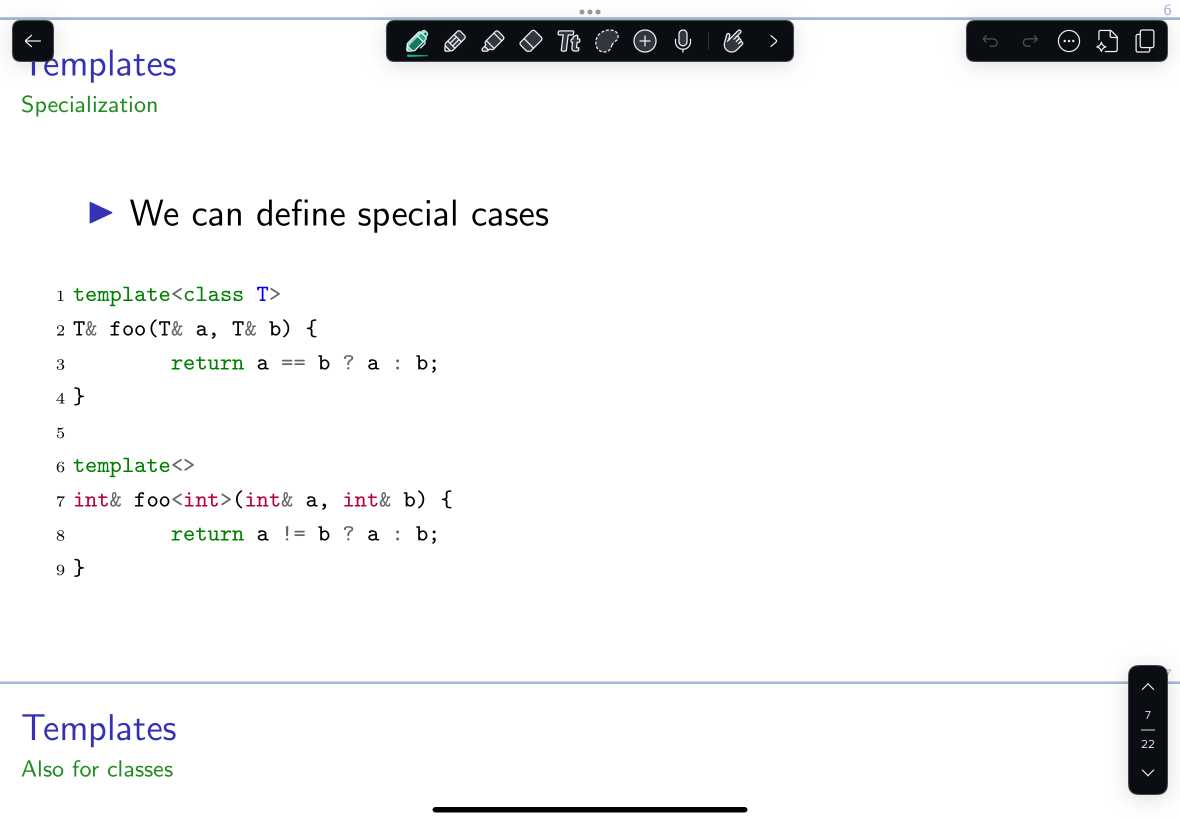 6
Templates
Specialization
▶ We can define special cases
1 template<class T>
2 T& foo(T& a, T& b) {
3         return a == b ? a : b;
4 }
5
6 template<>
7 int& foo<int>(int& a, int& b) {
8         return a != b ? a : b;
9 }
Templates
Also for classes
7
22
Tt